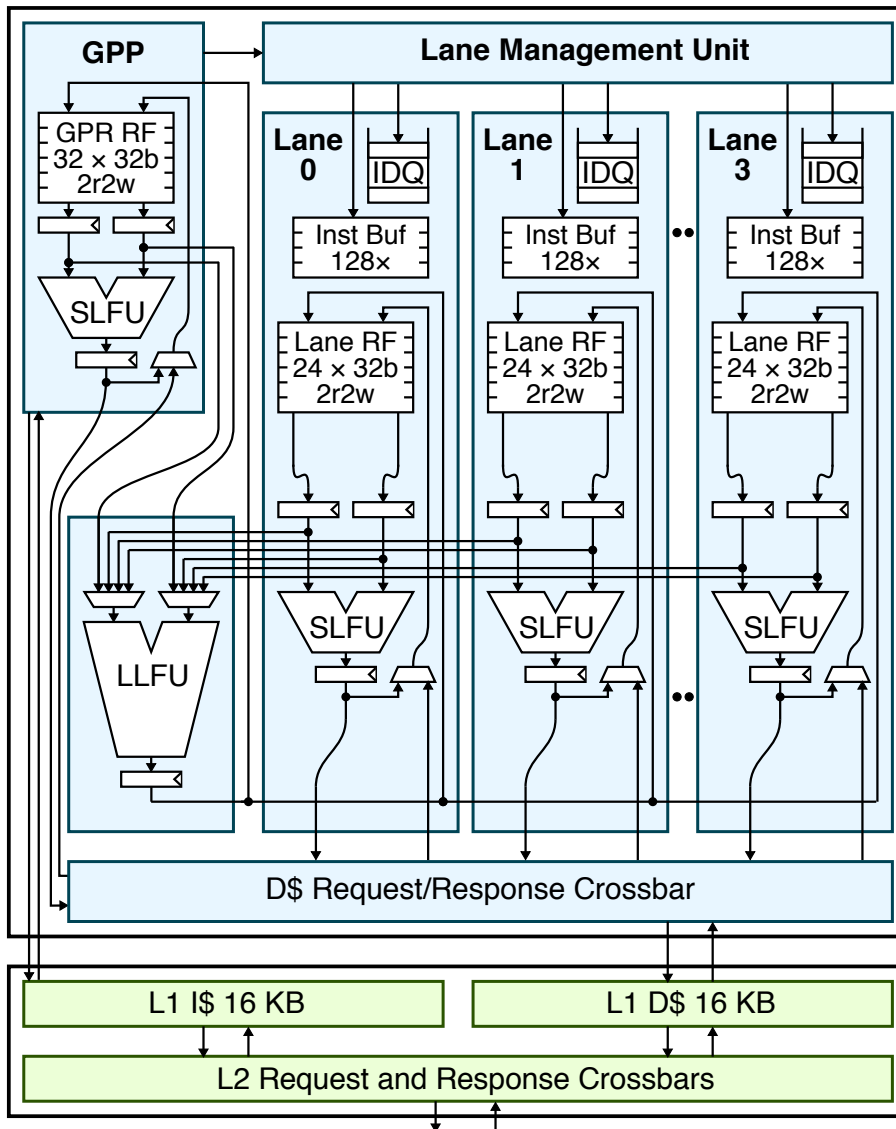 GPP
Lane Management Unit
GPR RF
32 × 32b
2r2w
SLFU
Lane
0
IDQ
Inst Buf
128×
Lane RF
24 × 32b
2r2w
SLFU
Lane
1
IDQ
Inst Buf
128×
Lane RF
24 × 32b
2r2w
SLFU
Lane
3
IDQ
Inst Buf
128×
Lane RF
24 × 32b
2r2w
SLFU
LLFU
D$ Request/Response Crossbar
L1 I$ 16 KB
L1 D$ 16 KB
L2 Request and Response Crossbars